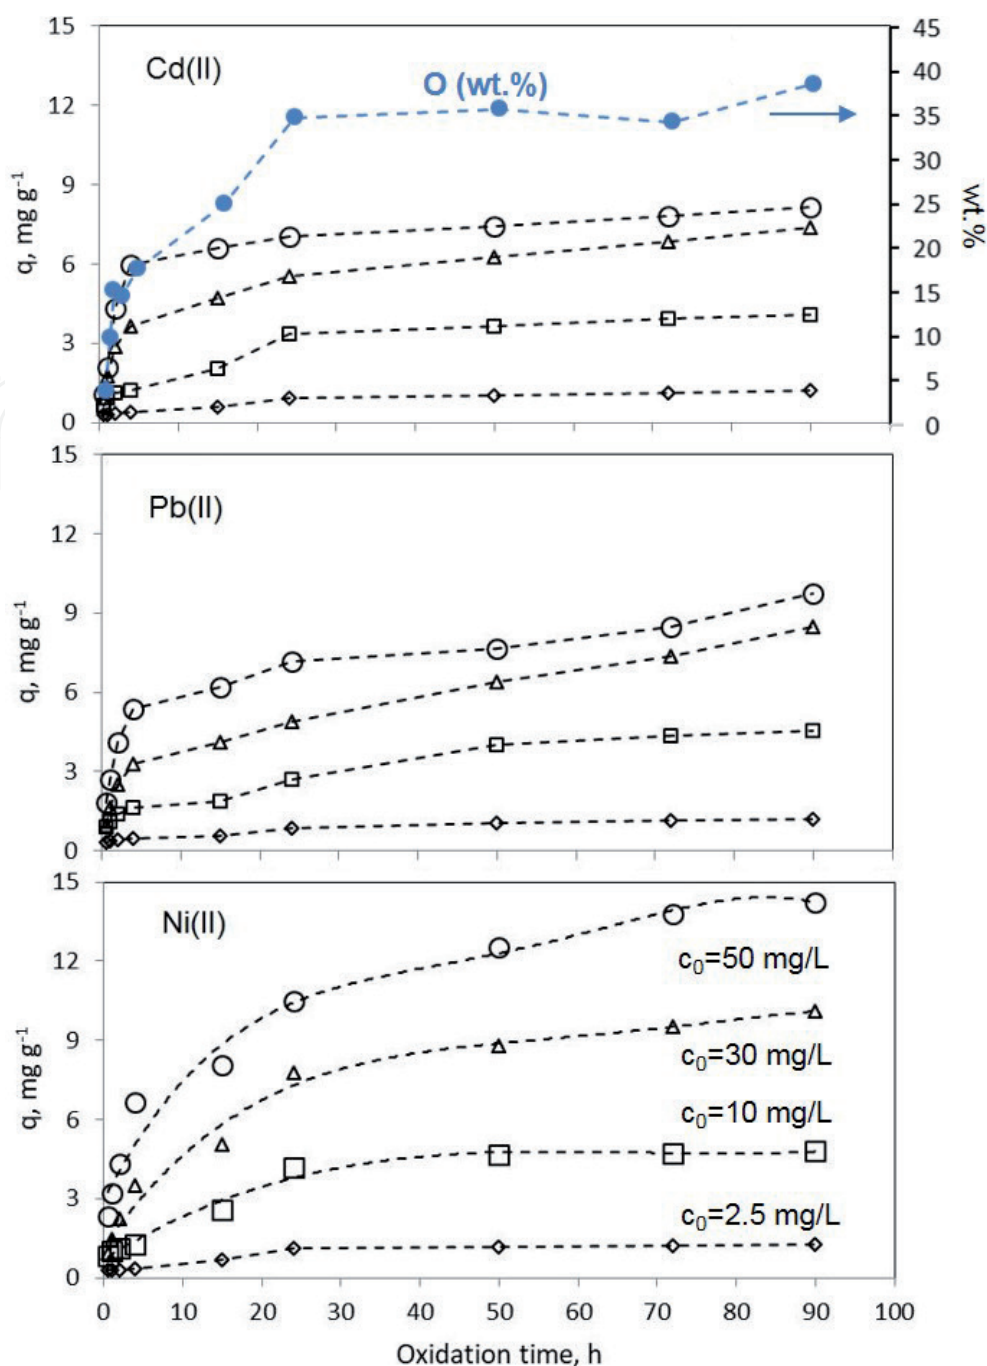 15
12
9
6
3
0
q, mg g⁻¹
Cd(II)
O (wt.%)
45
40
35
30
25
20
15
10
5
0
wt.%
15
12
9
6
3
0
q, mg g⁻¹
Pb(II)
15
12
9
6
3
0
q, mg g⁻¹
Ni(II)
c₀=50 mg/L
c₀=30 mg/L
c₀=10 mg/L
c₀=2.5 mg/L
0 10 20 30 40 50 60 70 80 90 100
Oxidation time, h